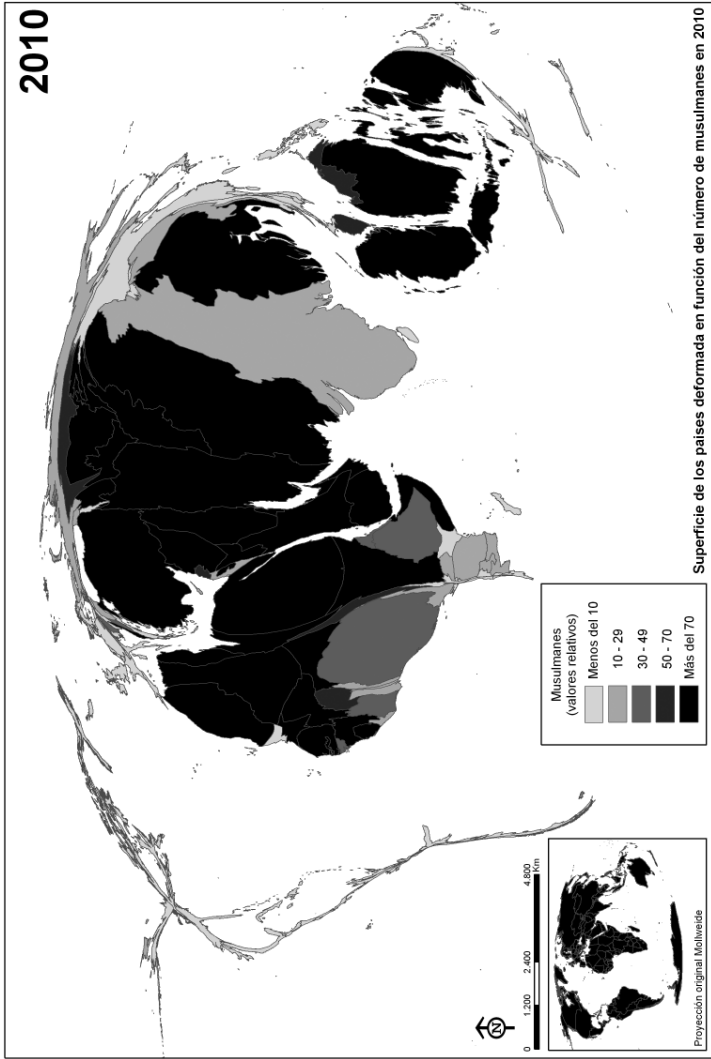 2010
Superficie de los países deformada en función del número de musulmanes en 2010
Musulmanes
(valores relativos)
Menos del 10
10 - 29
30 - 49
50 - 70
Más del 70
N
0 1.200 2.400 4.800
Km
Proyección original Mollweide